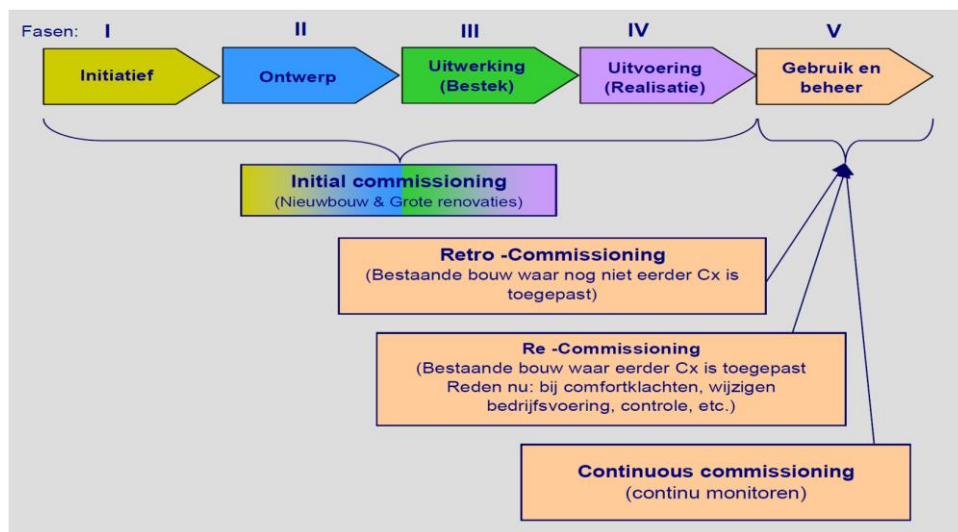 Fasen: I II III IV V
Initiatief
Ontwerp
Uitwerking
(Bestek)
Uitvoering
(Realisatie)
Gebruik en
beheer
Initial commissioning
(Nieuwbouw & Grote renovaties)
Retro -Commissioning
(Bestaande bouw waar nog niet eerder Cx is
toegepast)
Re -Commissioning
(Bestaande bouw waar eerder Cx is toegepast
Reden nu: bij comfortklachten, wijzigen
bedrijfsvoering, controle, etc.)
Continuous commissioning
(continu monitoren)